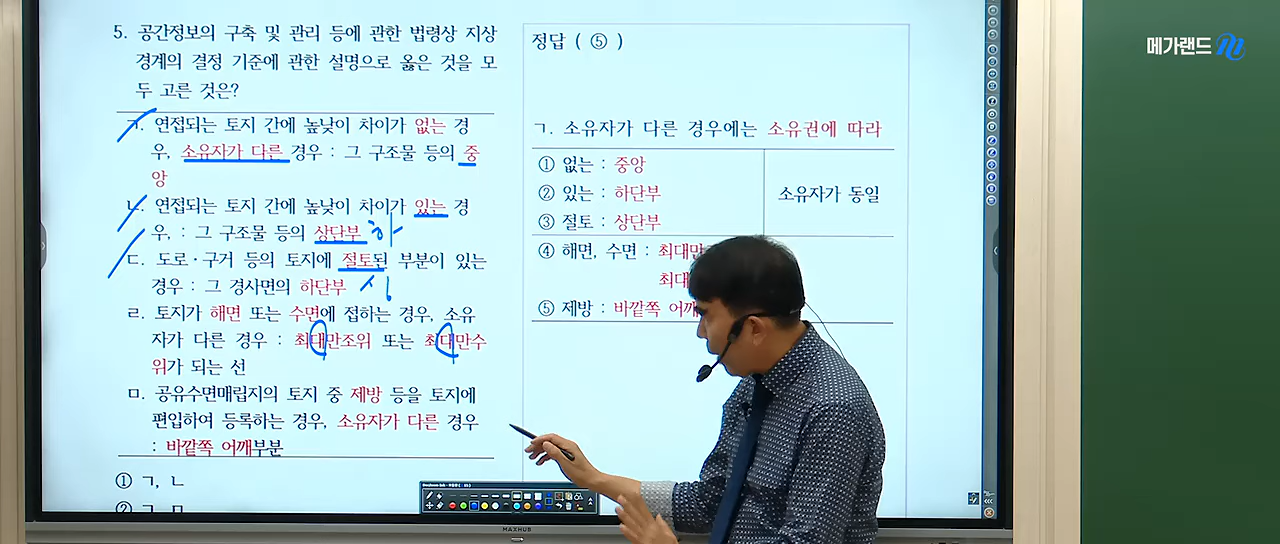 메가랜드
5. 공간정보의 구축 및 관리 등에 관한 법령상 지상
경계의 결정 기준에 관한 설명으로 옳은 것을 모
두 고른 것은?
ㄱ. 연접되는 토지 간에 높낮이 차이가 없는 경
우, 소유자가 다른 경우 : 그 구조물 등의 중
앙
ㄴ. 연접되는 토지 간에 높낮이 차이가 있는 경
우, : 그 구조물 등의 상단부 하
ㄷ. 도로·구거 등의 토지에 절토된 부분이 있는
경우 : 그 경사면의 하단부 상
ㄹ. 토지가 해면 또는 수면에 접하는 경우, 소유
자가 다른 경우 : 최대만조위 또는 최대만수
위가 되는 선
ㅁ. 공유수면매립지의 토지 중 제방 등을 토지에
편입하여 등록하는 경우, 소유자가 다른 경우
: 바깥쪽 어깨부분
① ㄱ, ㄴ
② ㄱ, ㅁ
정답 ( ⑤ )
ㄱ. 소유자가 다른 경우에는 소유권에 따라
① 없는 : 중앙
② 있는 : 하단부
③ 절토 : 상단부
소유자가 동일
④ 해면, 수면 : 최대만
최대
⑤ 제방 : 바깥쪽 어깨
MAXHUB